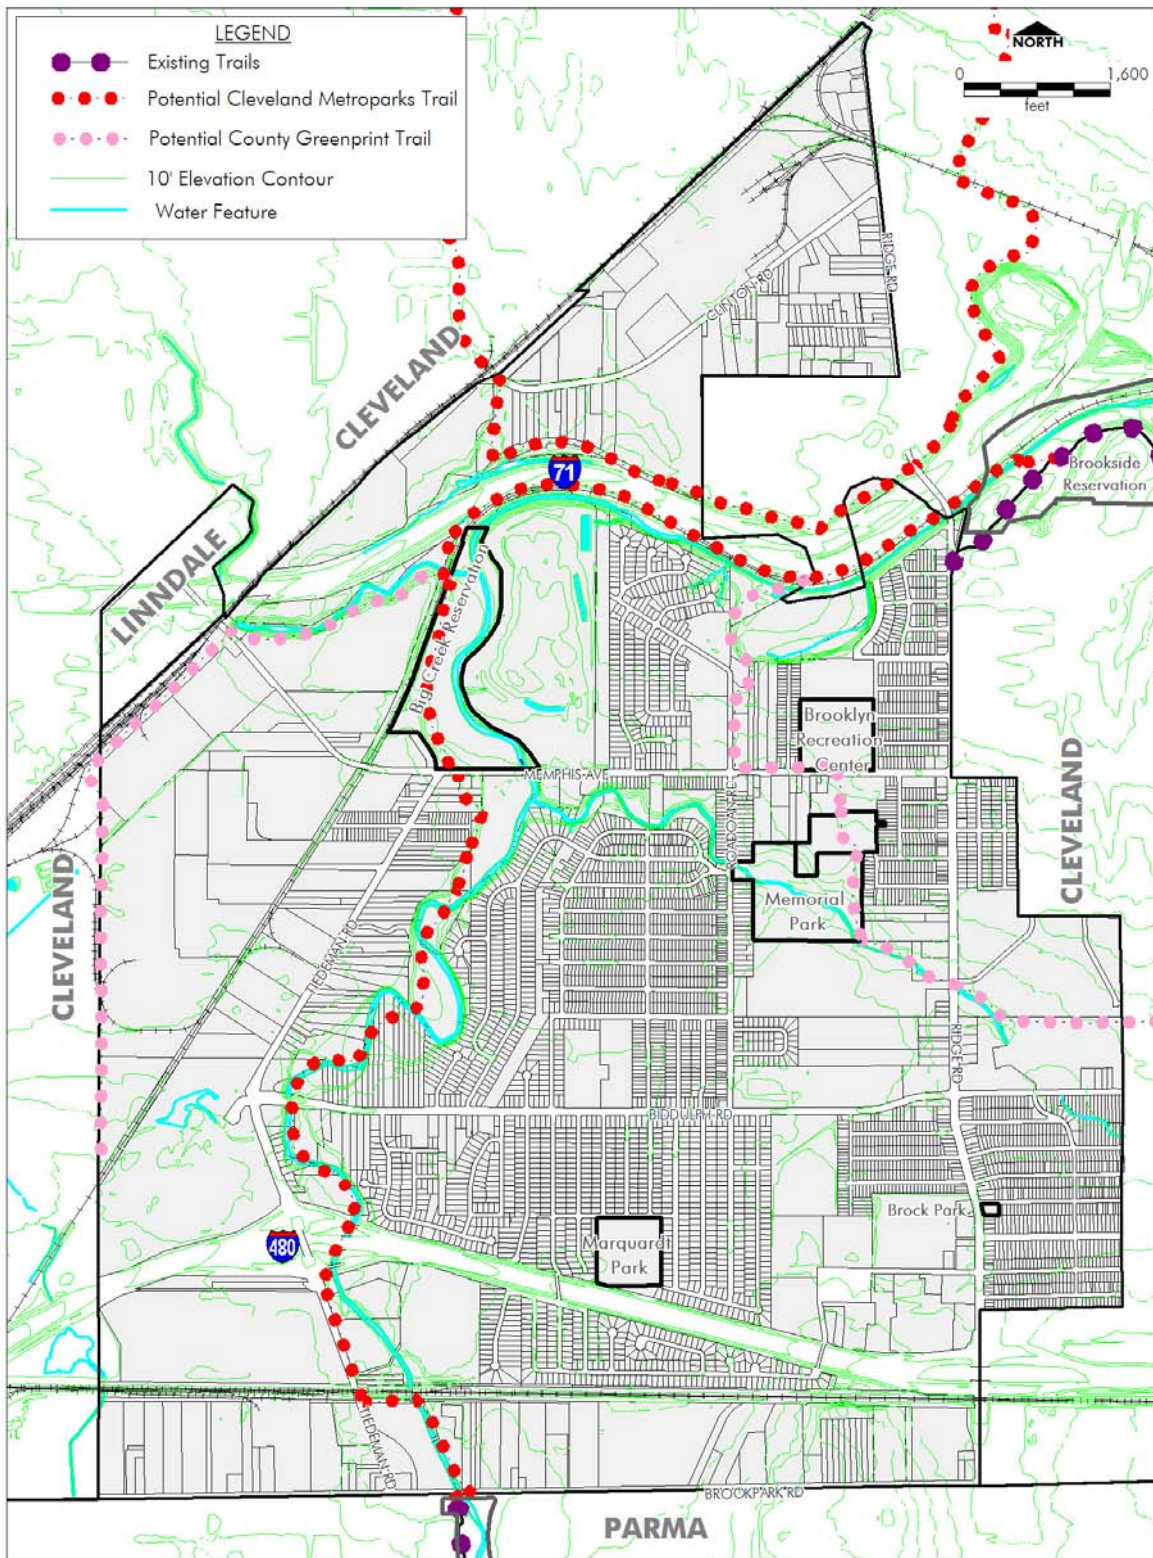 LEGEND
Existing Trails
Potential Cleveland Metroparks Trail
Potential County Greenprint Trail
10' Elevation Contour
Water Feature
NORTH
0 1,600
feet
RIDGE RD
CLINTON RD
CLEVELAND
71
Brookside
Reservation
LINNDALE
Big Creek Reservation
Brooklyn
Recreation
Center
MEMPHIS AVE
CLEVELAND
ROADOAN RD
CLEVELAND
Memorial
Park
TIEDEMAN RD
RIDGE RD
BIDDULPH RD
Brock Park
480
Marquardt
Park
TIEDEMAN RD
BROOKPARK RD
PARMA